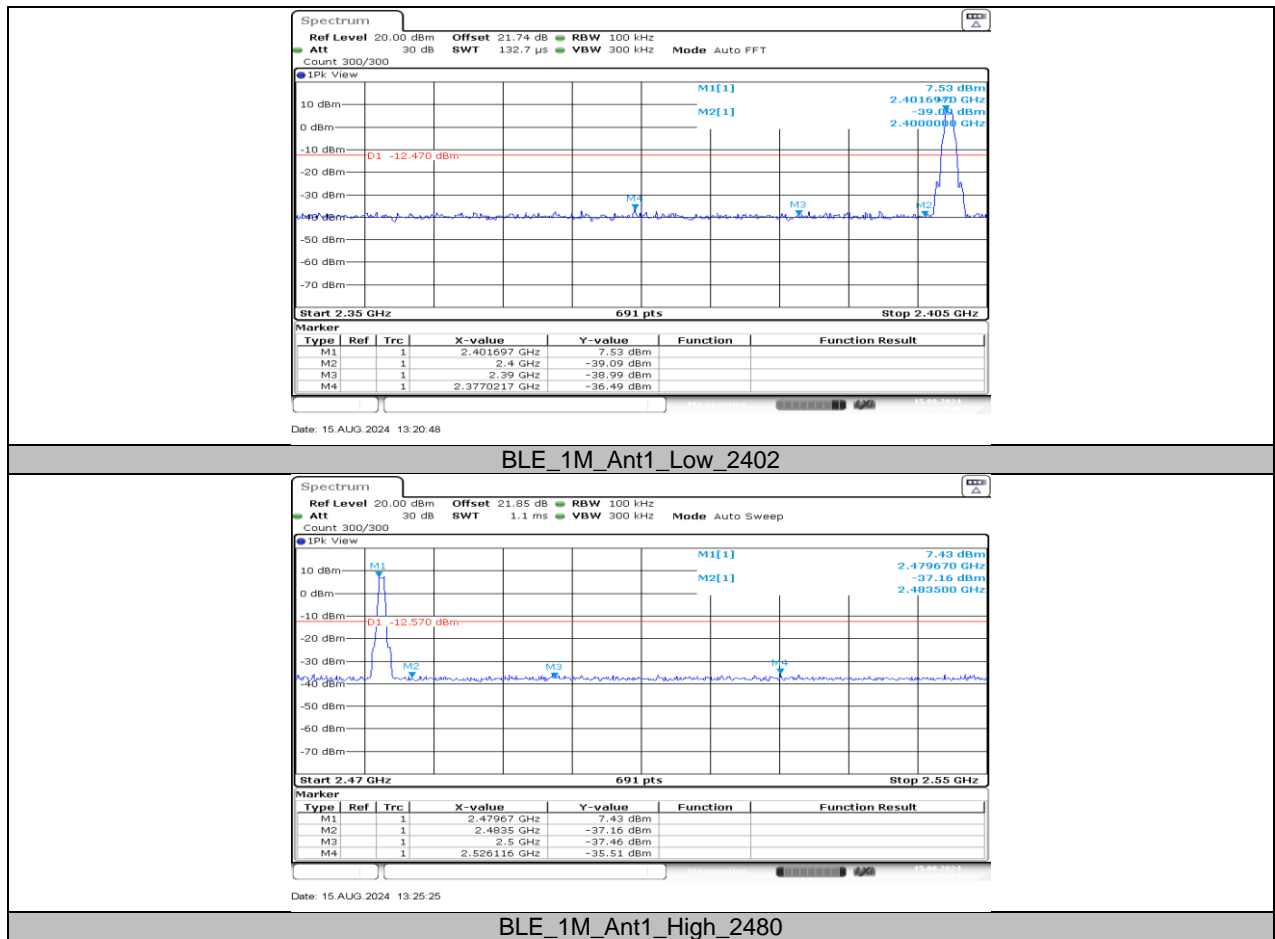 Spectrum
Ref Level 20.00 dBm Offset 21.74 dB RBW 100 kHz
Att 30 dB SWT 132.7 µs VBW 300 kHz Mode Auto FFT
Count 300/300
1Pk View
M1[1] 7.53 dBm
10 dBm
M2[1]
0 dBm
2.4000000 GHz
-10 dBm
D1 -12.470 dBm
-20 dBm
-30 dBm
M4
M3
M2
-40 dBm
-50 dBm
-60 dBm
-70 dBm
Start 2.35 GHz 691 pts Stop 2.405 GHz
Marker
Type Ref Trc X-value Y-value Function Function Result
M1 1 2.401697 GHz 7.53 dBm
M2 1 2.4 GHz -39.09 dBm
M3 1 2.39 GHz -38.99 dBm
M4 1 2.3770217 GHz -36.49 dBm
Date: 15.AUG.2024 13:20:48
BLE_1M_Ant1_Low_2402
Spectrum
Ref Level 20.00 dBm Offset 21.85 dB RBW 100 kHz
Att 30 dB SWT 1.1 ms VBW 300 kHz Mode Auto Sweep
Count 300/300
1Pk View
M1[1] 7.43 dBm
2.479670 GHz
10 dBm
M1
M2[1] -37.16 dBm
0 dBm
2.483500 GHz
-10 dBm
D1 -12.570 dBm
-20 dBm
-30 dBm
M2
M3
M4
-40 dBm
-50 dBm
-60 dBm
-70 dBm
Start 2.47 GHz 691 pts Stop 2.55 GHz
Marker
Type Ref Trc X-value Y-value Function Function Result
M1 1 2.47967 GHz 7.43 dBm
M2 1 2.4835 GHz -37.16 dBm
M3 1 2.5 GHz -37.46 dBm
M4 1 2.526116 GHz -35.51 dBm
Date: 15.AUG.2024 13:25:25
BLE_1M_Ant1_High_2480